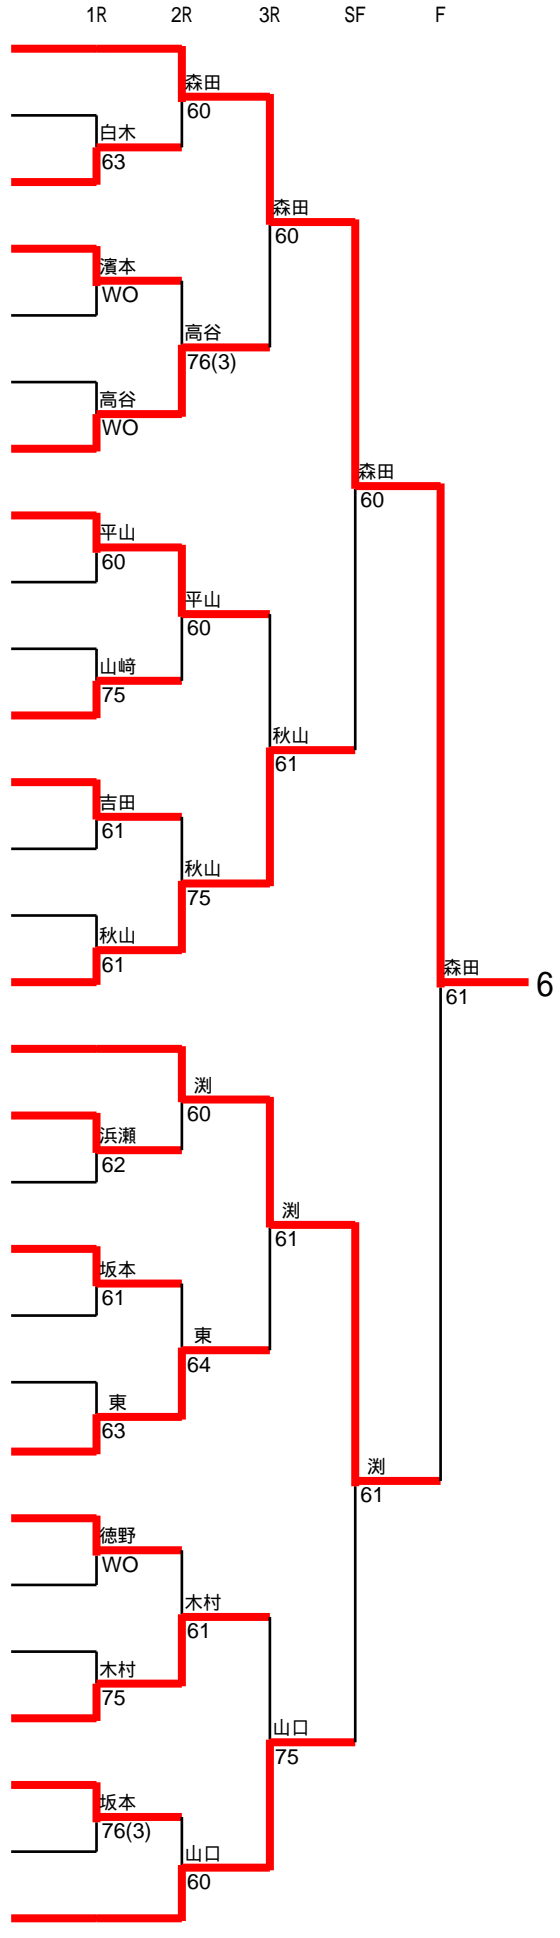 1R 2R 3R SF F
森田
60
白木
63
森田
60
濱本
WO
高谷
76(3)
高谷
WO
森田
60
平山
60
平山
60
山﨑
75
秋山
61
吉田
61
秋山
75
秋山
61
森田
6
61
渕
60
浜瀬
62
渕
61
坂本
61
東
64
東
63
渕
61
徳野
WO
木村
61
木村
75
山口
75
坂本
76(3)
山口
60